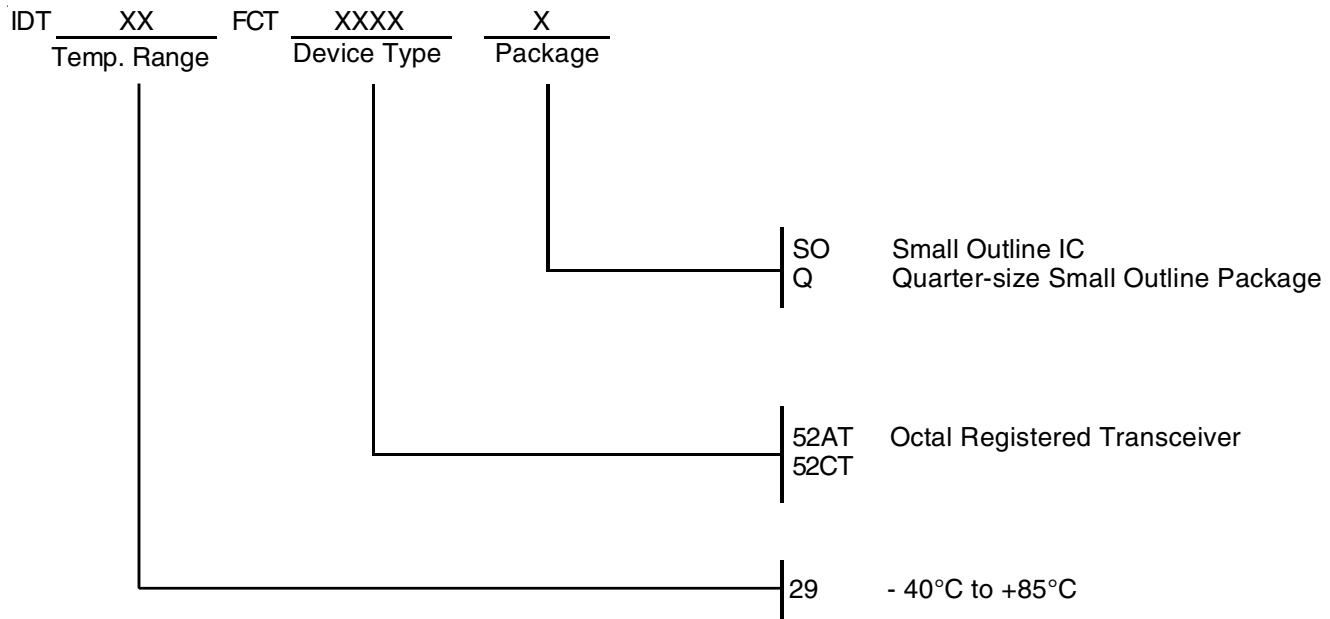 IDT XX FCT XXXX X
Temp. Range Device Type Package
SO Small Outline IC
Q Quarter-size Small Outline Package
52AT Octal Registered Transceiver
52CT
29 - 40°C to +85°C